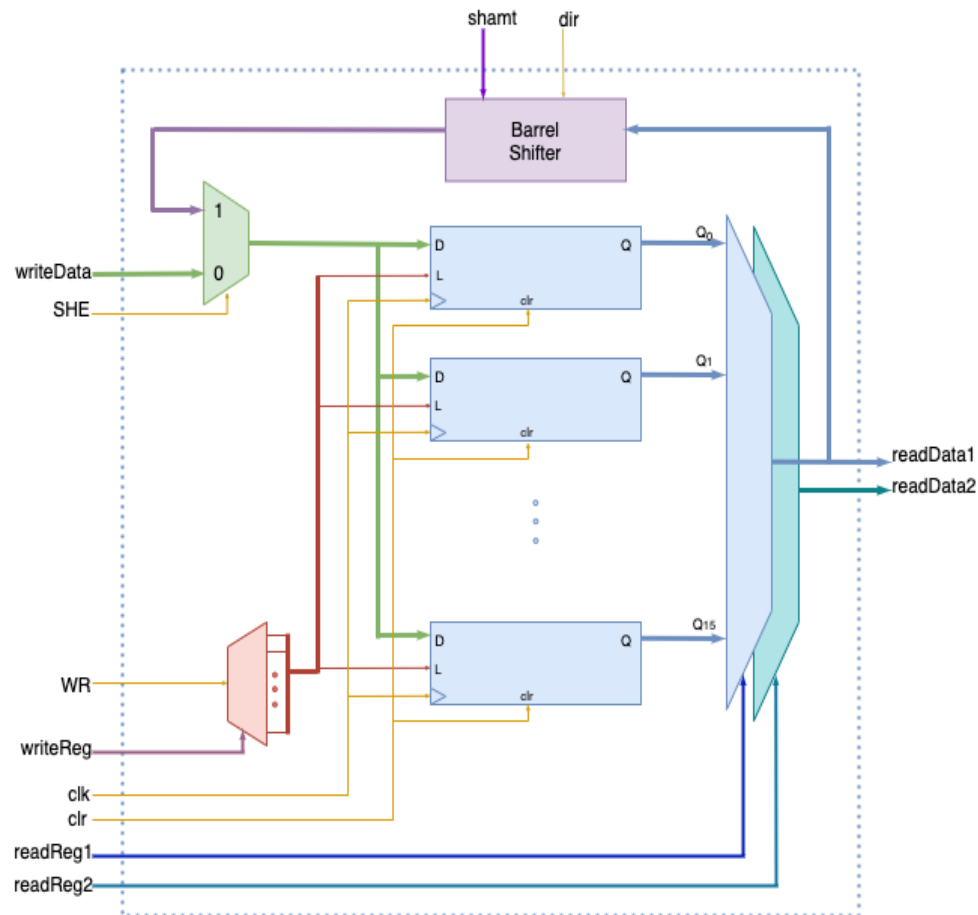 shamt
dir
Barrel
Shifter
1
writeData
0
SHE
D
Q
L
clr
Q0
D
Q
L
clr
Q1
readData1
readData2
D
Q
L
clr
Q15
WR
writeReg
clk
clr
readReg1
readReg2